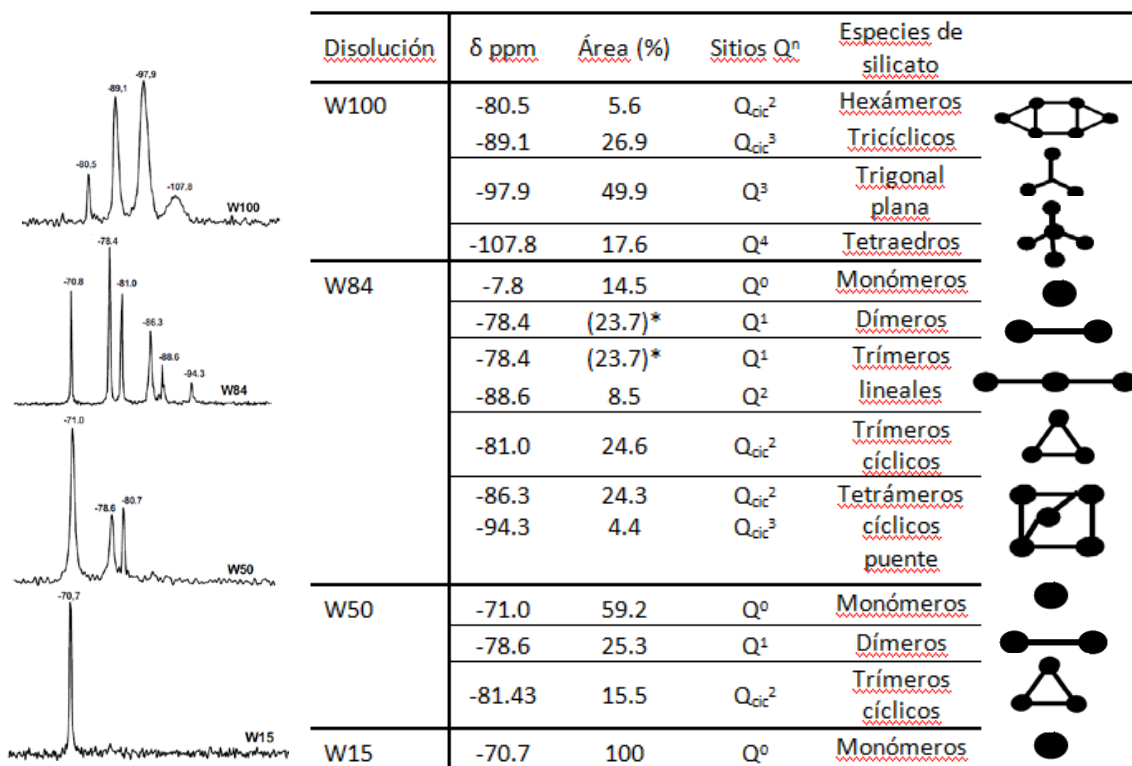 -97,9
-89,1
-80,5
-107,8
W100
-78.4
-70.8
-81.0
-86.3
-88.6
-94.3
W84
-71.0
-78.6
-80.7
W50
-70,7
W15
Disolución δ ppm Área (%) Sitios Qⁿ Especies de silicato
W100 -80.5 5.6 Qcic² Hexámeros
-89.1 26.9 Qcic³ Tricíclicos
-97.9 49.9 Q³ Trigonal plana
-107.8 17.6 Q⁴ Tetraedros
W84 -7.8 14.5 Q⁰ Monómeros
-78.4 (23.7)* Q¹ Dímeros
-78.4 (23.7)* Q¹ Trímeros
-88.6 8.5 Q² lineales
-81.0 24.6 Qcic² Trímeros cíclicos
-86.3 24.3 Qcic² Tetrámeros
-94.3 4.4 Qcic³ cíclicos
puente
W50 -71.0 59.2 Q⁰ Monómeros
-78.6 25.3 Q¹ Dímeros
-81.43 15.5 Qcic² Trímeros cíclicos
W15 -70.7 100 Q⁰ Monómeros